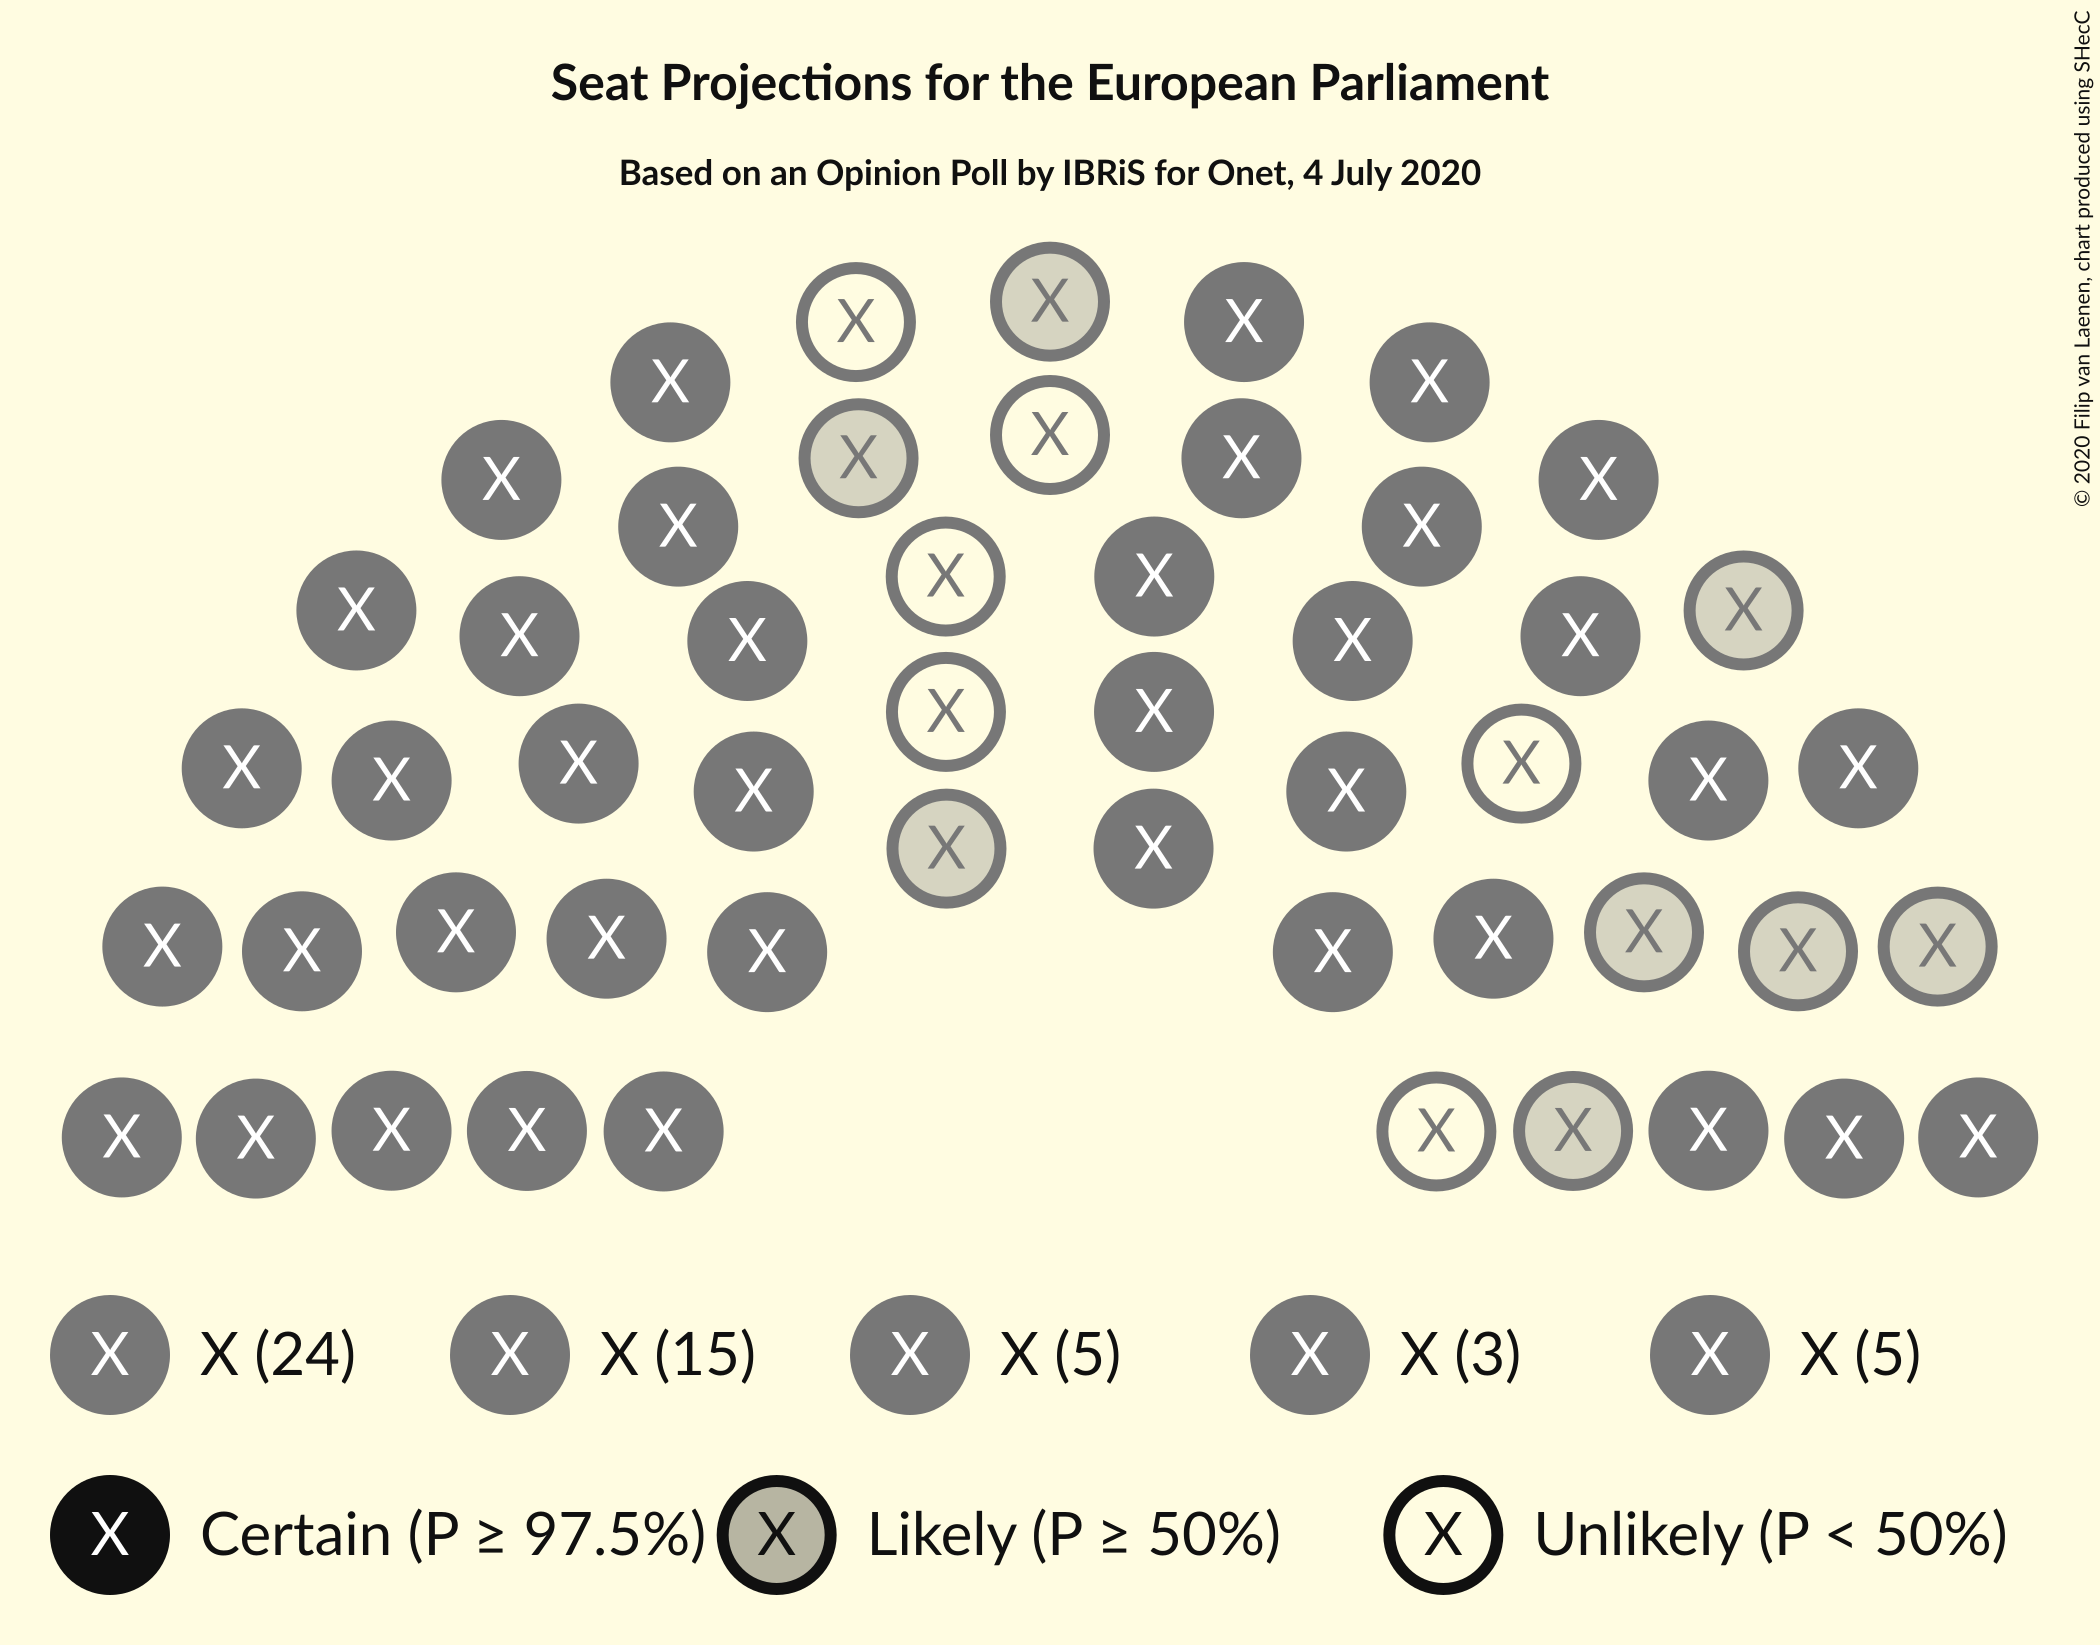 Seat Projections for the European Parliament
Based on an Opinion Poll by IBRiS for Onet, 4 July 2020
© 2020 Filip van Laenen, chart produced using SHecC
X X X
X X
X X X X X
X X
X X X X X X X X
X X
X X X X X X X X
X X
X X X X X X X X X X
X X X X X X X X X X
X X (24) X X (15) X X (5) X X (3) X X (5)
X Certain (P ≥ 97.5%) X Likely (P ≥ 50%) X Unlikely (P < 50%)